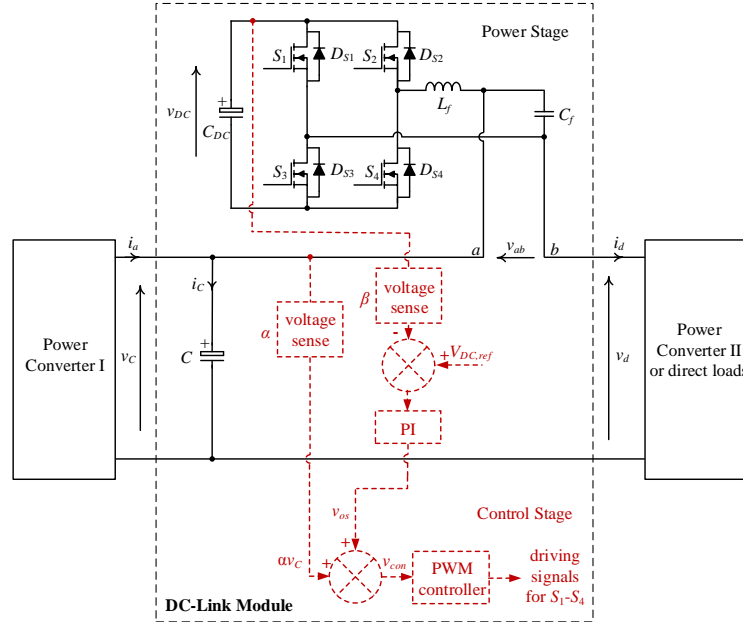 Power Stage
S1
DS1
S2
DS2
Lf
Cf
vDC
+
CDC
S3
DS3
S4
DS4
ia
a
vab
b
id
iC
α
voltage
sense
β
voltage
sense
Power
Converter I
vC
+
C
-
+
VDC,ref
vd
Power
Converter II
or direct loads
PI
vos
Control Stage
+
αvC
+
vcon
PWM
controller
driving
signals
for S1-S4
DC-Link Module